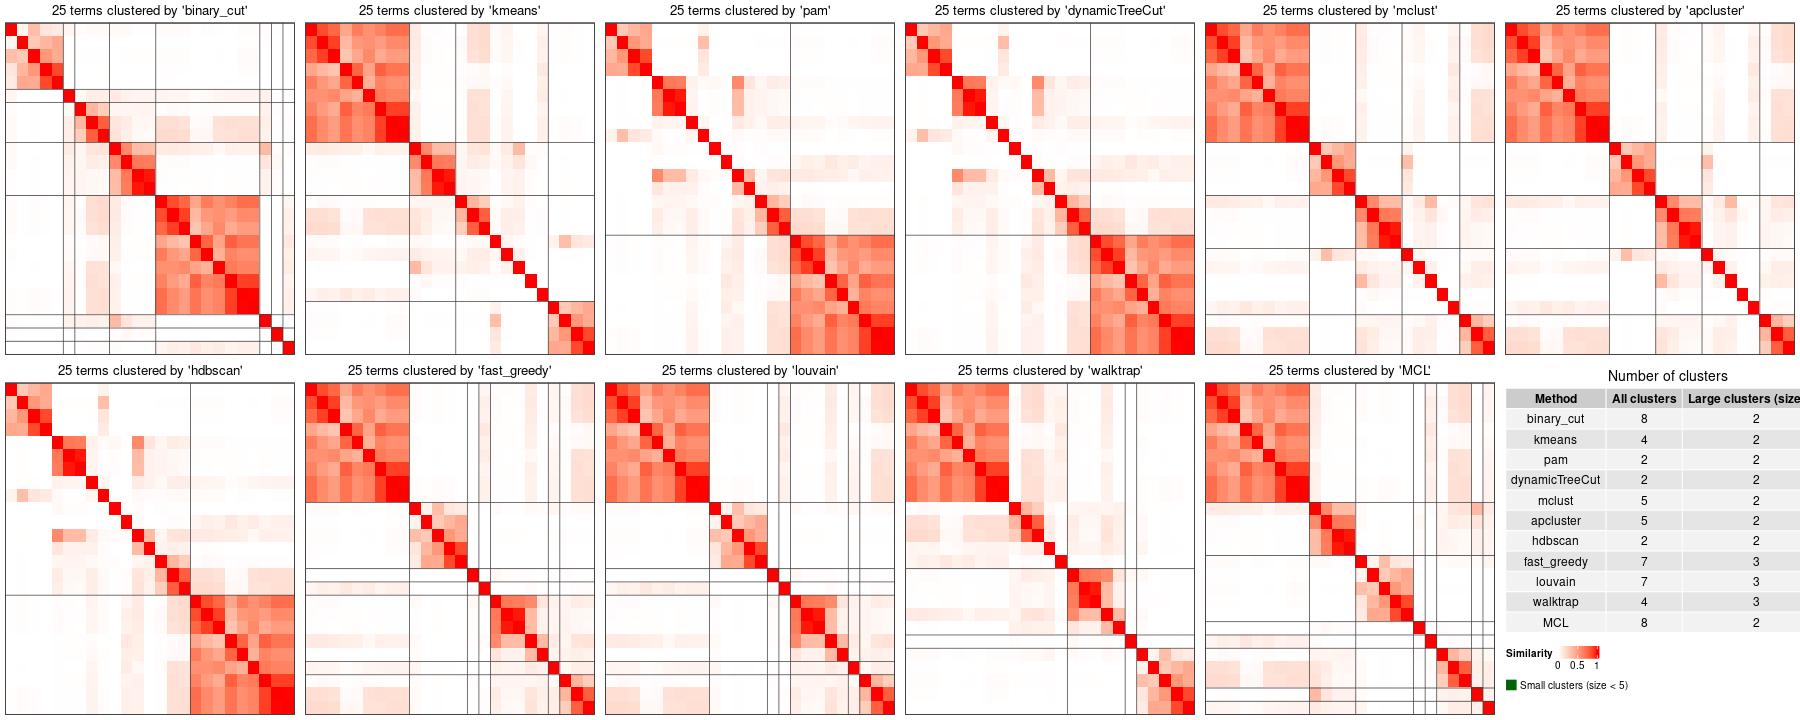 25 terms clustered by 'binary_cut'
25 terms clustered by 'kmeans'
25 terms clustered by 'pam'
25 terms clustered by 'dynamicTreeCut'
25 terms clustered by 'mclust'
25 terms clustered by 'apcluster'
25 terms clustered by 'hdbscan'
25 terms clustered by 'fast_greedy'
25 terms clustered by 'louvain'
25 terms clustered by 'walktrap'
25 terms clustered by 'MCL'
Number of clusters
Method All clusters Large clusters (size
binary_cut 8 2
kmeans 4 2
pam 2 2
dynamicTreeCut 2 2
mclust 5 2
apcluster 5 2
hdbscan 2 2
fast_greedy 7 3
louvain 7 3
walktrap 4 3
MCL 8 2
Similarity
0 0.5 1
Small clusters (size < 5)